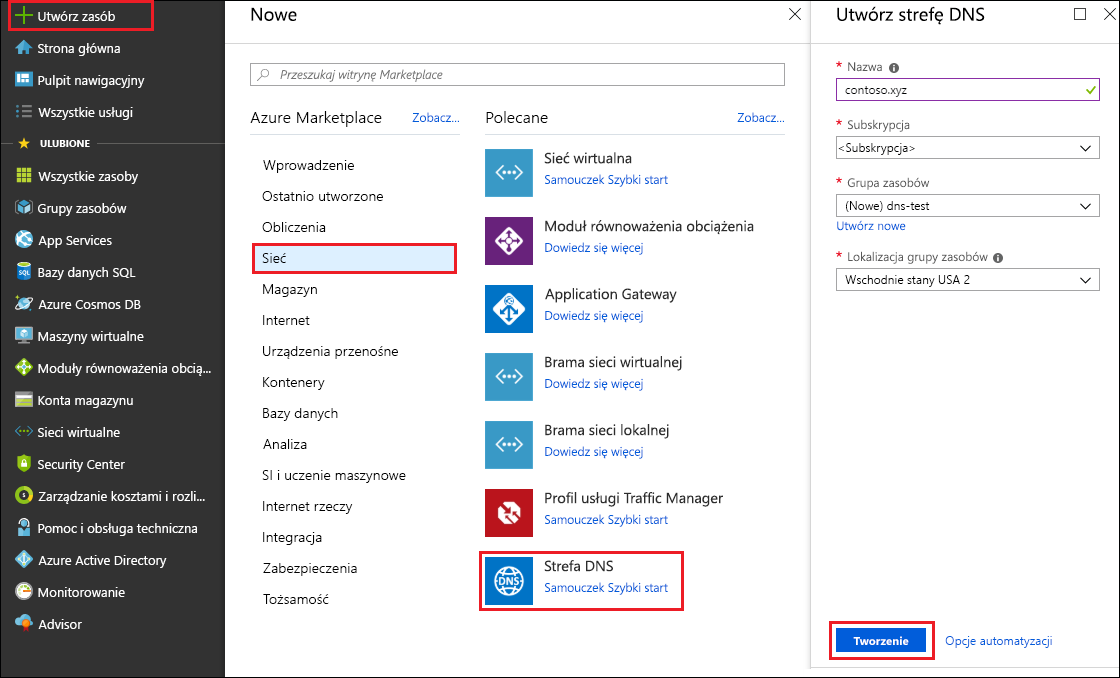 Utwórz zasób
Strona główna
Pulpit nawigacyjny
Wszystkie usługi
ULUBIONE
Wszystkie zasoby
Grupy zasobów
App Services
Bazy danych SQL
Azure Cosmos DB
Maszyny wirtualne
Moduły równoważenia obcią...
Konta magazynu
Sieci wirtualne
Security Center
Zarządzanie kosztami i rozli...
Pomoc i obsługa techniczna
Azure Active Directory
Monitorowanie
Advisor
Nowe
Przeszukaj witrynę Marketplace
Azure Marketplace
Zobacz...
Wprowadzenie
Ostatnio utworzone
Obliczenia
Sieć
Magazyn
Internet
Urządzenia przenośne
Kontenery
Bazy danych
Analiza
SI i uczenie maszynowe
Internet rzeczy
Integracja
Zabezpieczenia
Tożsamość
Polecane
Zobacz...
Sieć wirtualna
Samouczek Szybki start
Moduł równoważenia obciążenia
Dowiedz się więcej
Application Gateway
Dowiedz się więcej
Brama sieci wirtualnej
Dowiedz się więcej
Brama sieci lokalnej
Dowiedz się więcej
Profil usługi Traffic Manager
Samouczek Szybki start
DNS
Strefa DNS
Samouczek Szybki start
Utwórz strefę DNS
* Nazwa
contoso.xyz
* Subskrypcja
<Subskrypcja>
* Grupa zasobów
(Nowe) dns-test
Utwórz nowe
* Lokalizacja grupy zasobów
Wschodnie stany USA 2
Tworzenie
Opcje automatyzacji